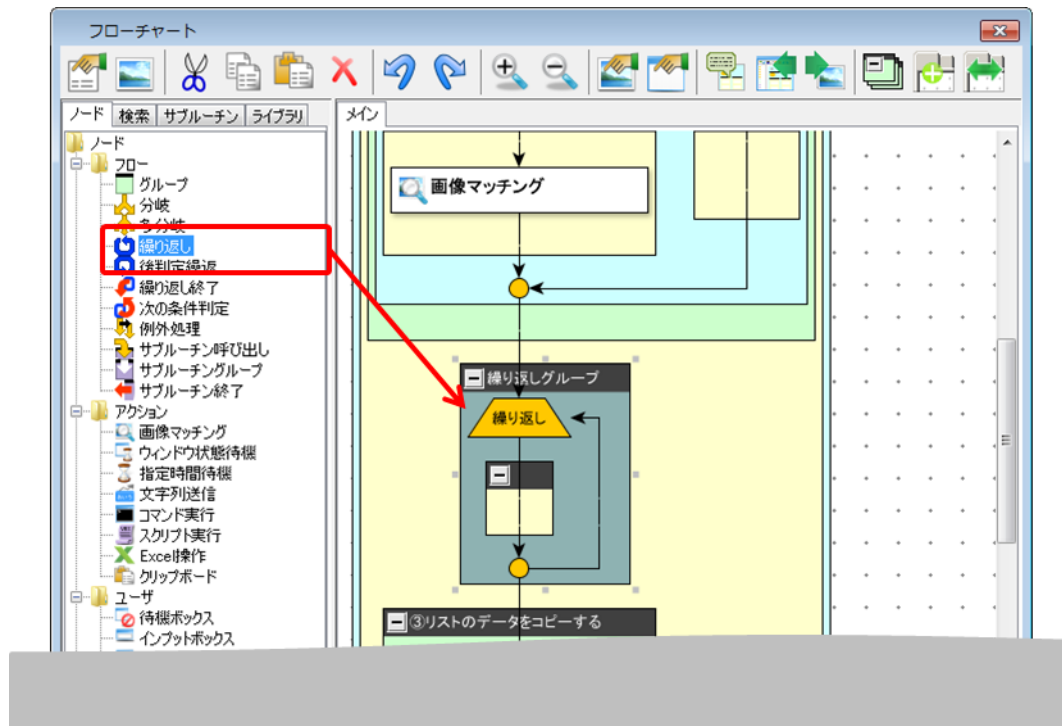 フローチャート
ノード 検索 サブルーチン ライブラリ
メイン
ノード
フロー
グループ
分岐
多分岐
繰り返し
後判定繰返
繰り返し終了
次の条件判定
例外処理
サブルーチン呼び出し
サブルーチングループ
サブルーチン終了
アクション
画像マッチング
ウィンドウ状態待機
指定時間待機
文字列送信
コマンド実行
スクリプト実行
Excel操作
クリップボード
ユーザ
待機ボックス
インプットボックス
画像マッチング
繰り返しグループ
繰り返し
③リストのデータをコピーする